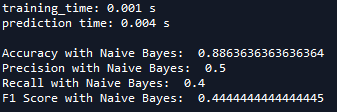 training_time: 0.001 s
prediction time: 0.004 s
Accuracy with Naive Bayes:  0.8863636363636364
Precision with Naive Bayes:  0.5
Recall with Naive Bayes:  0.4
F1 Score with Naive Bayes:  0.4444444444444445